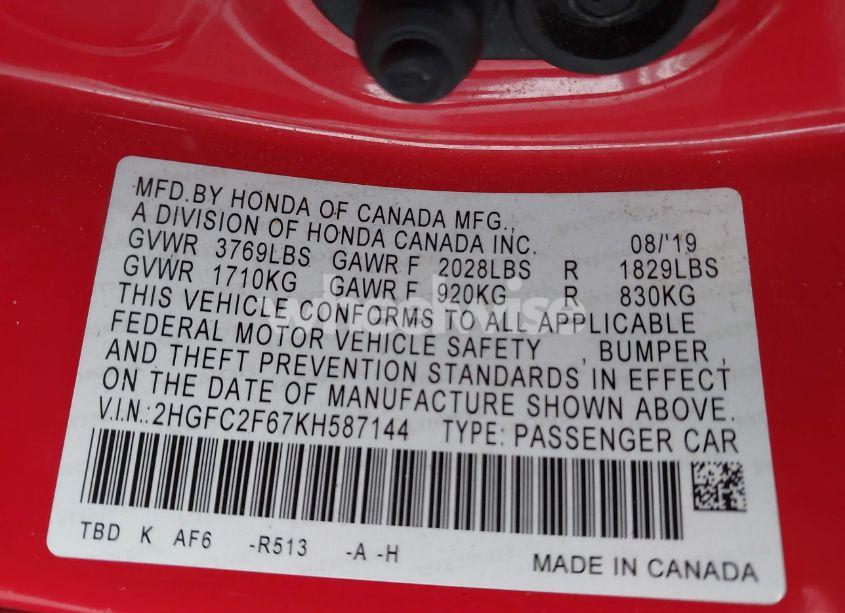 MFD.BY HONDA OF CANADA MFG.,
A DIVISION OF HONDA CANADA INC. 08/'19
GVWR 3769LBS GAWR F 2028LBS R 1829LBS
GVWR 1710KG GAWR F 920KG R 830KG
THIS VEHICLE CONFORMS TO ALL APPLICABLE
FEDERAL MOTOR VEHICLE SAFETY , BUMPER ,
AND THEFT PREVENTION STANDARDS IN EFFECT
ON THE DATE OF MANUFACTURE SHOWN ABOVE.
V.I.N.: 2HGFC2F67KH587144 TYPE: PASSENGER CAR
TBD K AF6 -R513 -A -H MADE IN CANADA
wheelwise